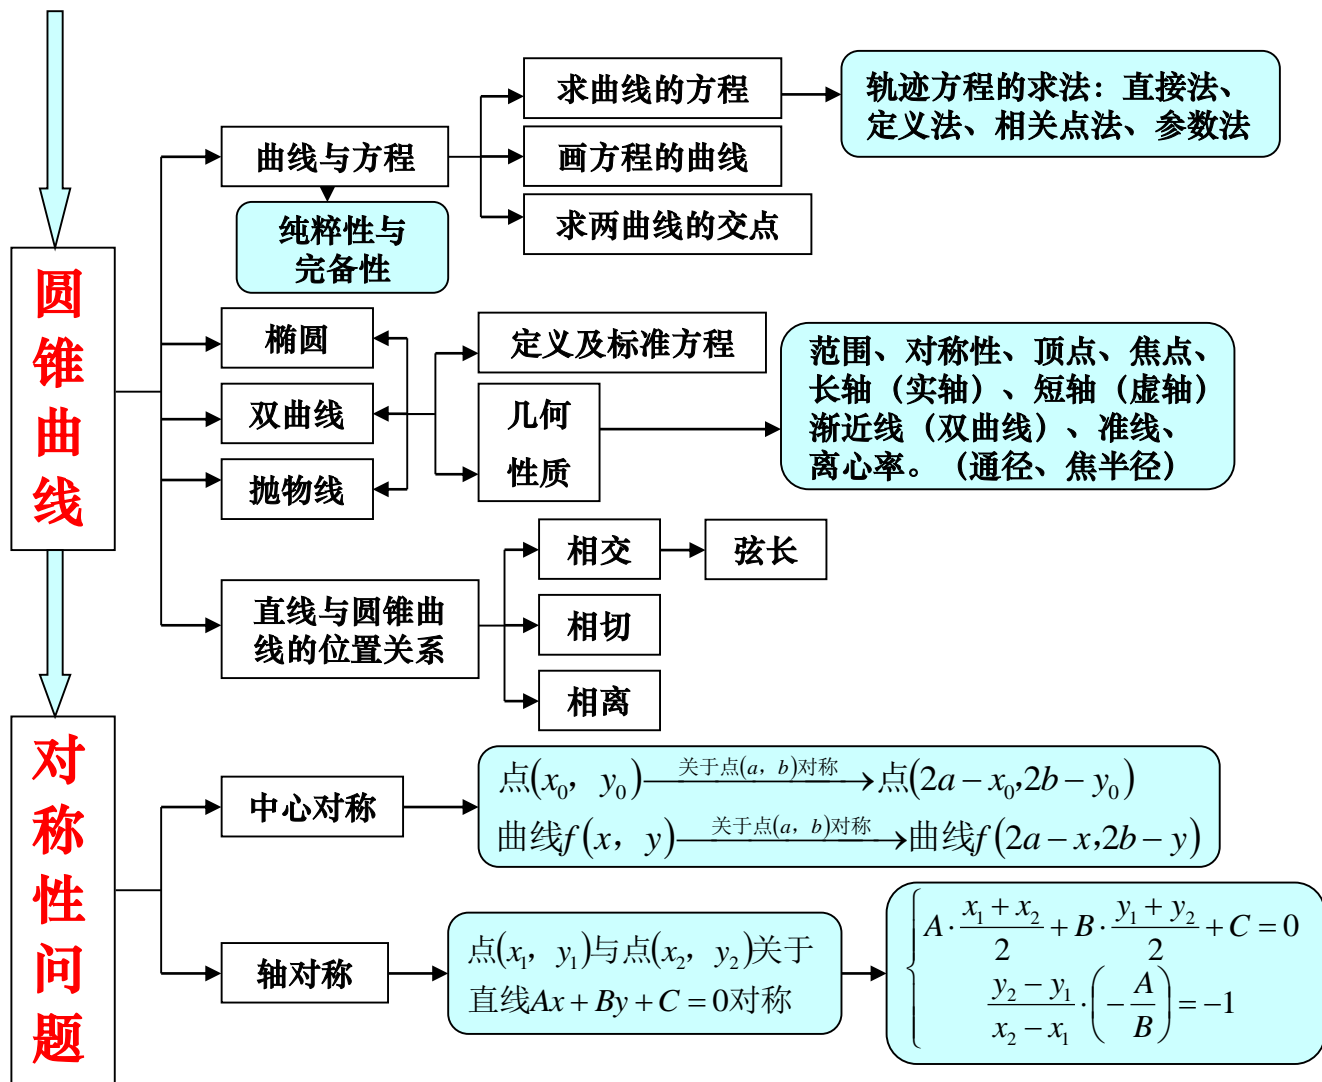 求曲线的方程
轨迹方程的求法：直接法、
定义法、相关点法、参数法
曲线与方程
画方程的曲线
求两曲线的交点
纯粹性与
完备性
圆锥曲线
椭圆
双曲线
抛物线
定义及标准方程
几何
性质
范围、对称性、顶点、焦点、
长轴（实轴）、短轴（虚轴）
渐近线（双曲线）、准线、
离心率。（通径、焦半径）
直线与圆锥曲
线的位置关系
相交
弦长
相切
相离
对称性问题
中心对称
点(x₀, y₀) ——关于点(a, b)对称——→ 点(2a − x₀, 2b − y₀)
曲线f(x, y) ——关于点(a, b)对称——→ 曲线f(2a − x, 2b − y)
轴对称
点(x₁, y₁)与点(x₂, y₂)关于
直线Ax + By + C = 0对称
A · (x₁ + x₂)/2 + B · (y₁ + y₂)/2 + C = 0
(y₂ − y₁)/(x₂ − x₁) · (−A/B) = −1